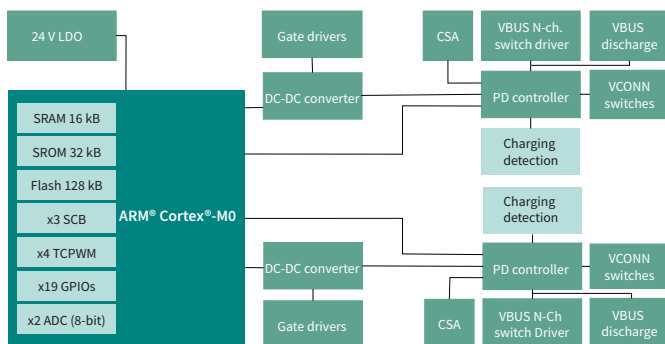 24 V LDO
Gate drivers
CSA
VBUS N-ch.
switch driver
VBUS
discharge
DC-DC converter
PD controller
VCONN
switches
SRAM 16 kB
SROM 32 kB
Flash 128 kB
x3 SCB
x4 TCPWM
x19 GPIOs
x2 ADC (8-bit)
ARM® Cortex®-M0
Charging
detection
Charging
detection
DC-DC converter
PD controller
VCONN
switches
Gate drivers
CSA
VBUS N-Ch
switch Driver
VBUS
discharge